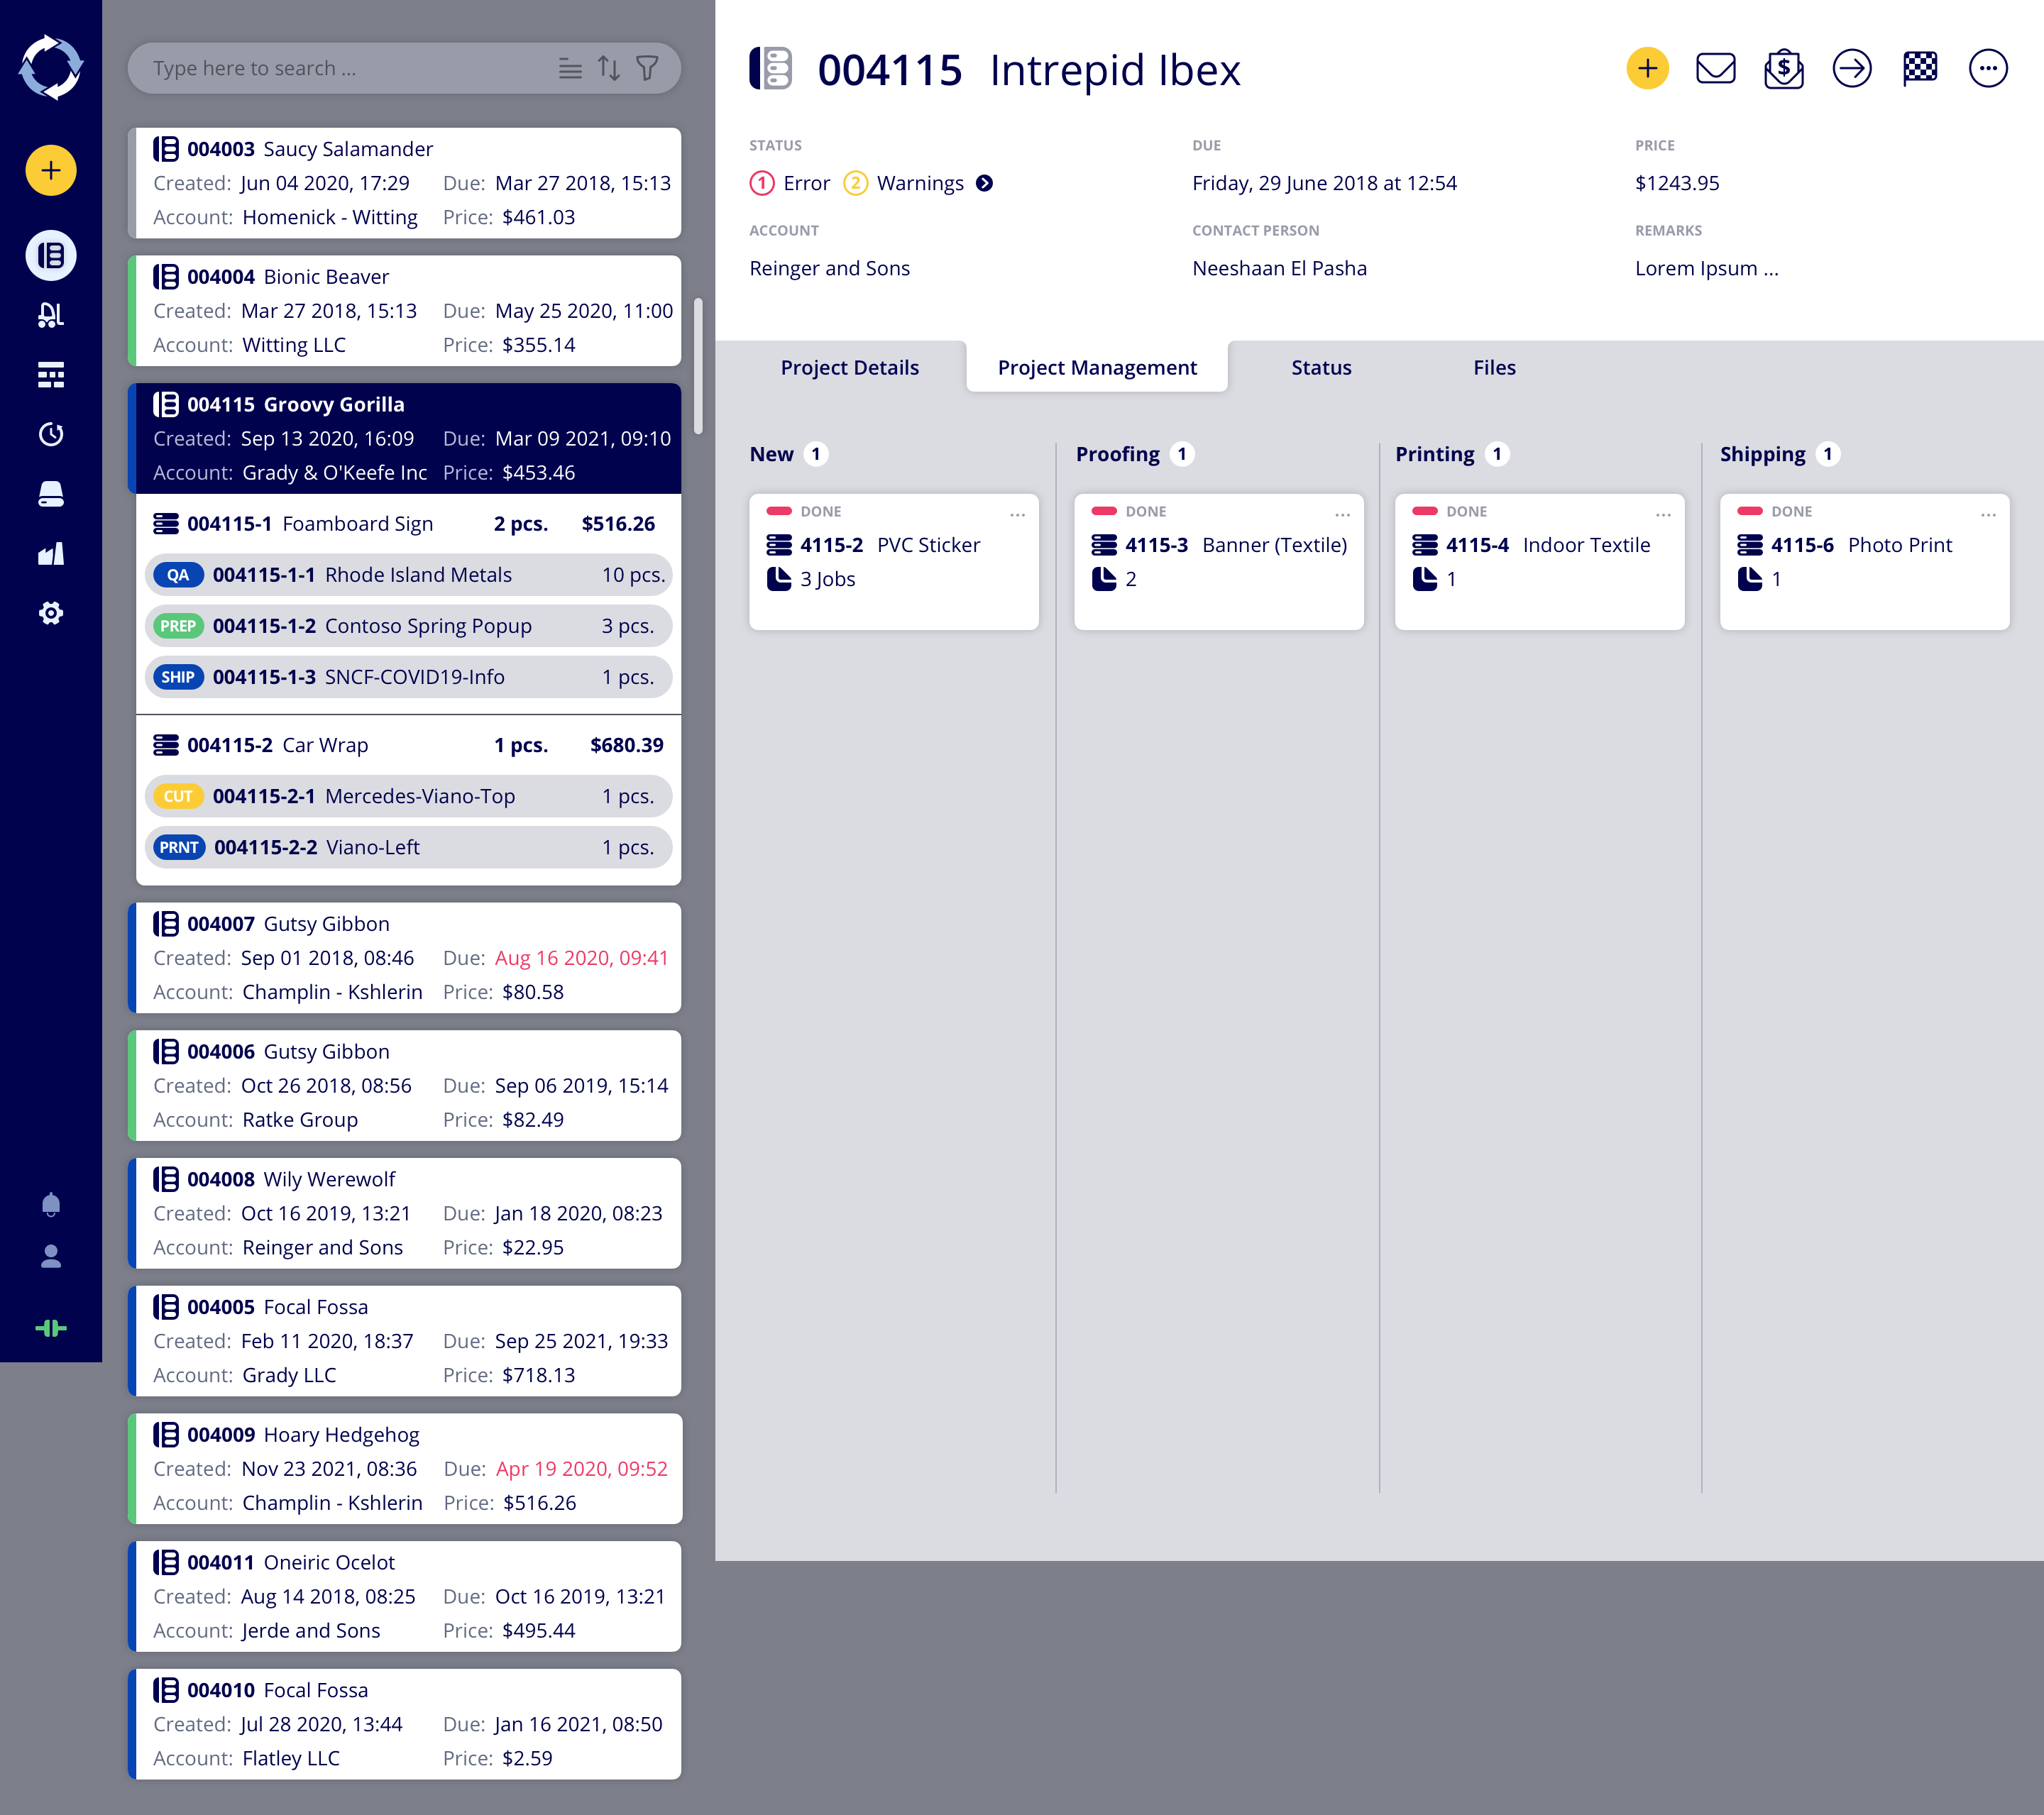 Type here to search ...
004003 Saucy Salamander
Created: Jun 04 2020, 17:29 Due: Mar 27 2018, 15:13
Account: Homenick - Witting Price: $461.03
004004 Bionic Beaver
Created: Mar 27 2018, 15:13 Due: May 25 2020, 11:00
Account: Witting LLC Price: $355.14
004115 Groovy Gorilla
Created: Sep 13 2020, 16:09 Due: Mar 09 2021, 09:10
Account: Grady & O'Keefe Inc Price: $453.46
004115-1 Foamboard Sign 2 pcs. $516.26
QA 004115-1-1 Rhode Island Metals 10 pcs.
PREP 004115-1-2 Contoso Spring Popup 3 pcs.
SHIP 004115-1-3 SNCF-COVID19-Info 1 pcs.
004115-2 Car Wrap 1 pcs. $680.39
CUT 004115-2-1 Mercedes-Viano-Top 1 pcs.
PRNT 004115-2-2 Viano-Left 1 pcs.
004007 Gutsy Gibbon
Created: Sep 01 2018, 08:46 Due: Aug 16 2020, 09:41
Account: Champlin - Kshlerin Price: $80.58
004006 Gutsy Gibbon
Created: Oct 26 2018, 08:56 Due: Sep 06 2019, 15:14
Account: Ratke Group Price: $82.49
004008 Wily Werewolf
Created: Oct 16 2019, 13:21 Due: Jan 18 2020, 08:23
Account: Reinger and Sons Price: $22.95
004005 Focal Fossa
Created: Feb 11 2020, 18:37 Due: Sep 25 2021, 19:33
Account: Grady LLC Price: $718.13
004009 Hoary Hedgehog
Created: Nov 23 2021, 08:36 Due: Apr 19 2020, 09:52
Account: Champlin - Kshlerin Price: $516.26
004011 Oneiric Ocelot
Created: Aug 14 2018, 08:25 Due: Oct 16 2019, 13:21
Account: Jerde and Sons Price: $495.44
004010 Focal Fossa
Created: Jul 28 2020, 13:44 Due: Jan 16 2021, 08:50
Account: Flatley LLC Price: $2.59
004115 Intrepid Ibex
$
STATUS DUE PRICE
1 Error 2 Warnings Friday, 29 June 2018 at 12:54 $1243.95
ACCOUNT CONTACT PERSON REMARKS
Reinger and Sons Neeshaan El Pasha Lorem Ipsum ...
Project Details Project Management Status Files
New 1
DONE ...
4115-2 PVC Sticker
3 Jobs
Proofing 1
DONE ...
4115-3 Banner (Textile)
2
Printing 1
DONE ...
4115-4 Indoor Textile
1
Shipping 1
DONE ...
4115-6 Photo Print
1